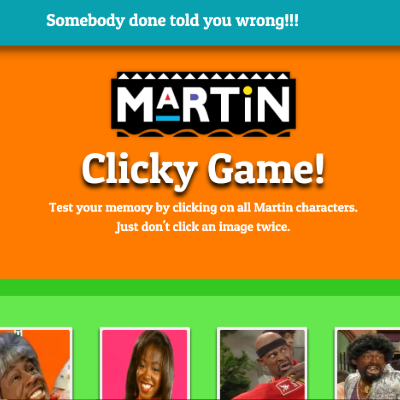 Somebody done told you wrong!!!
MARTIN
Clicky Game!
Test your memory by clicking on all Martin characters.
Just don't click an image twice.